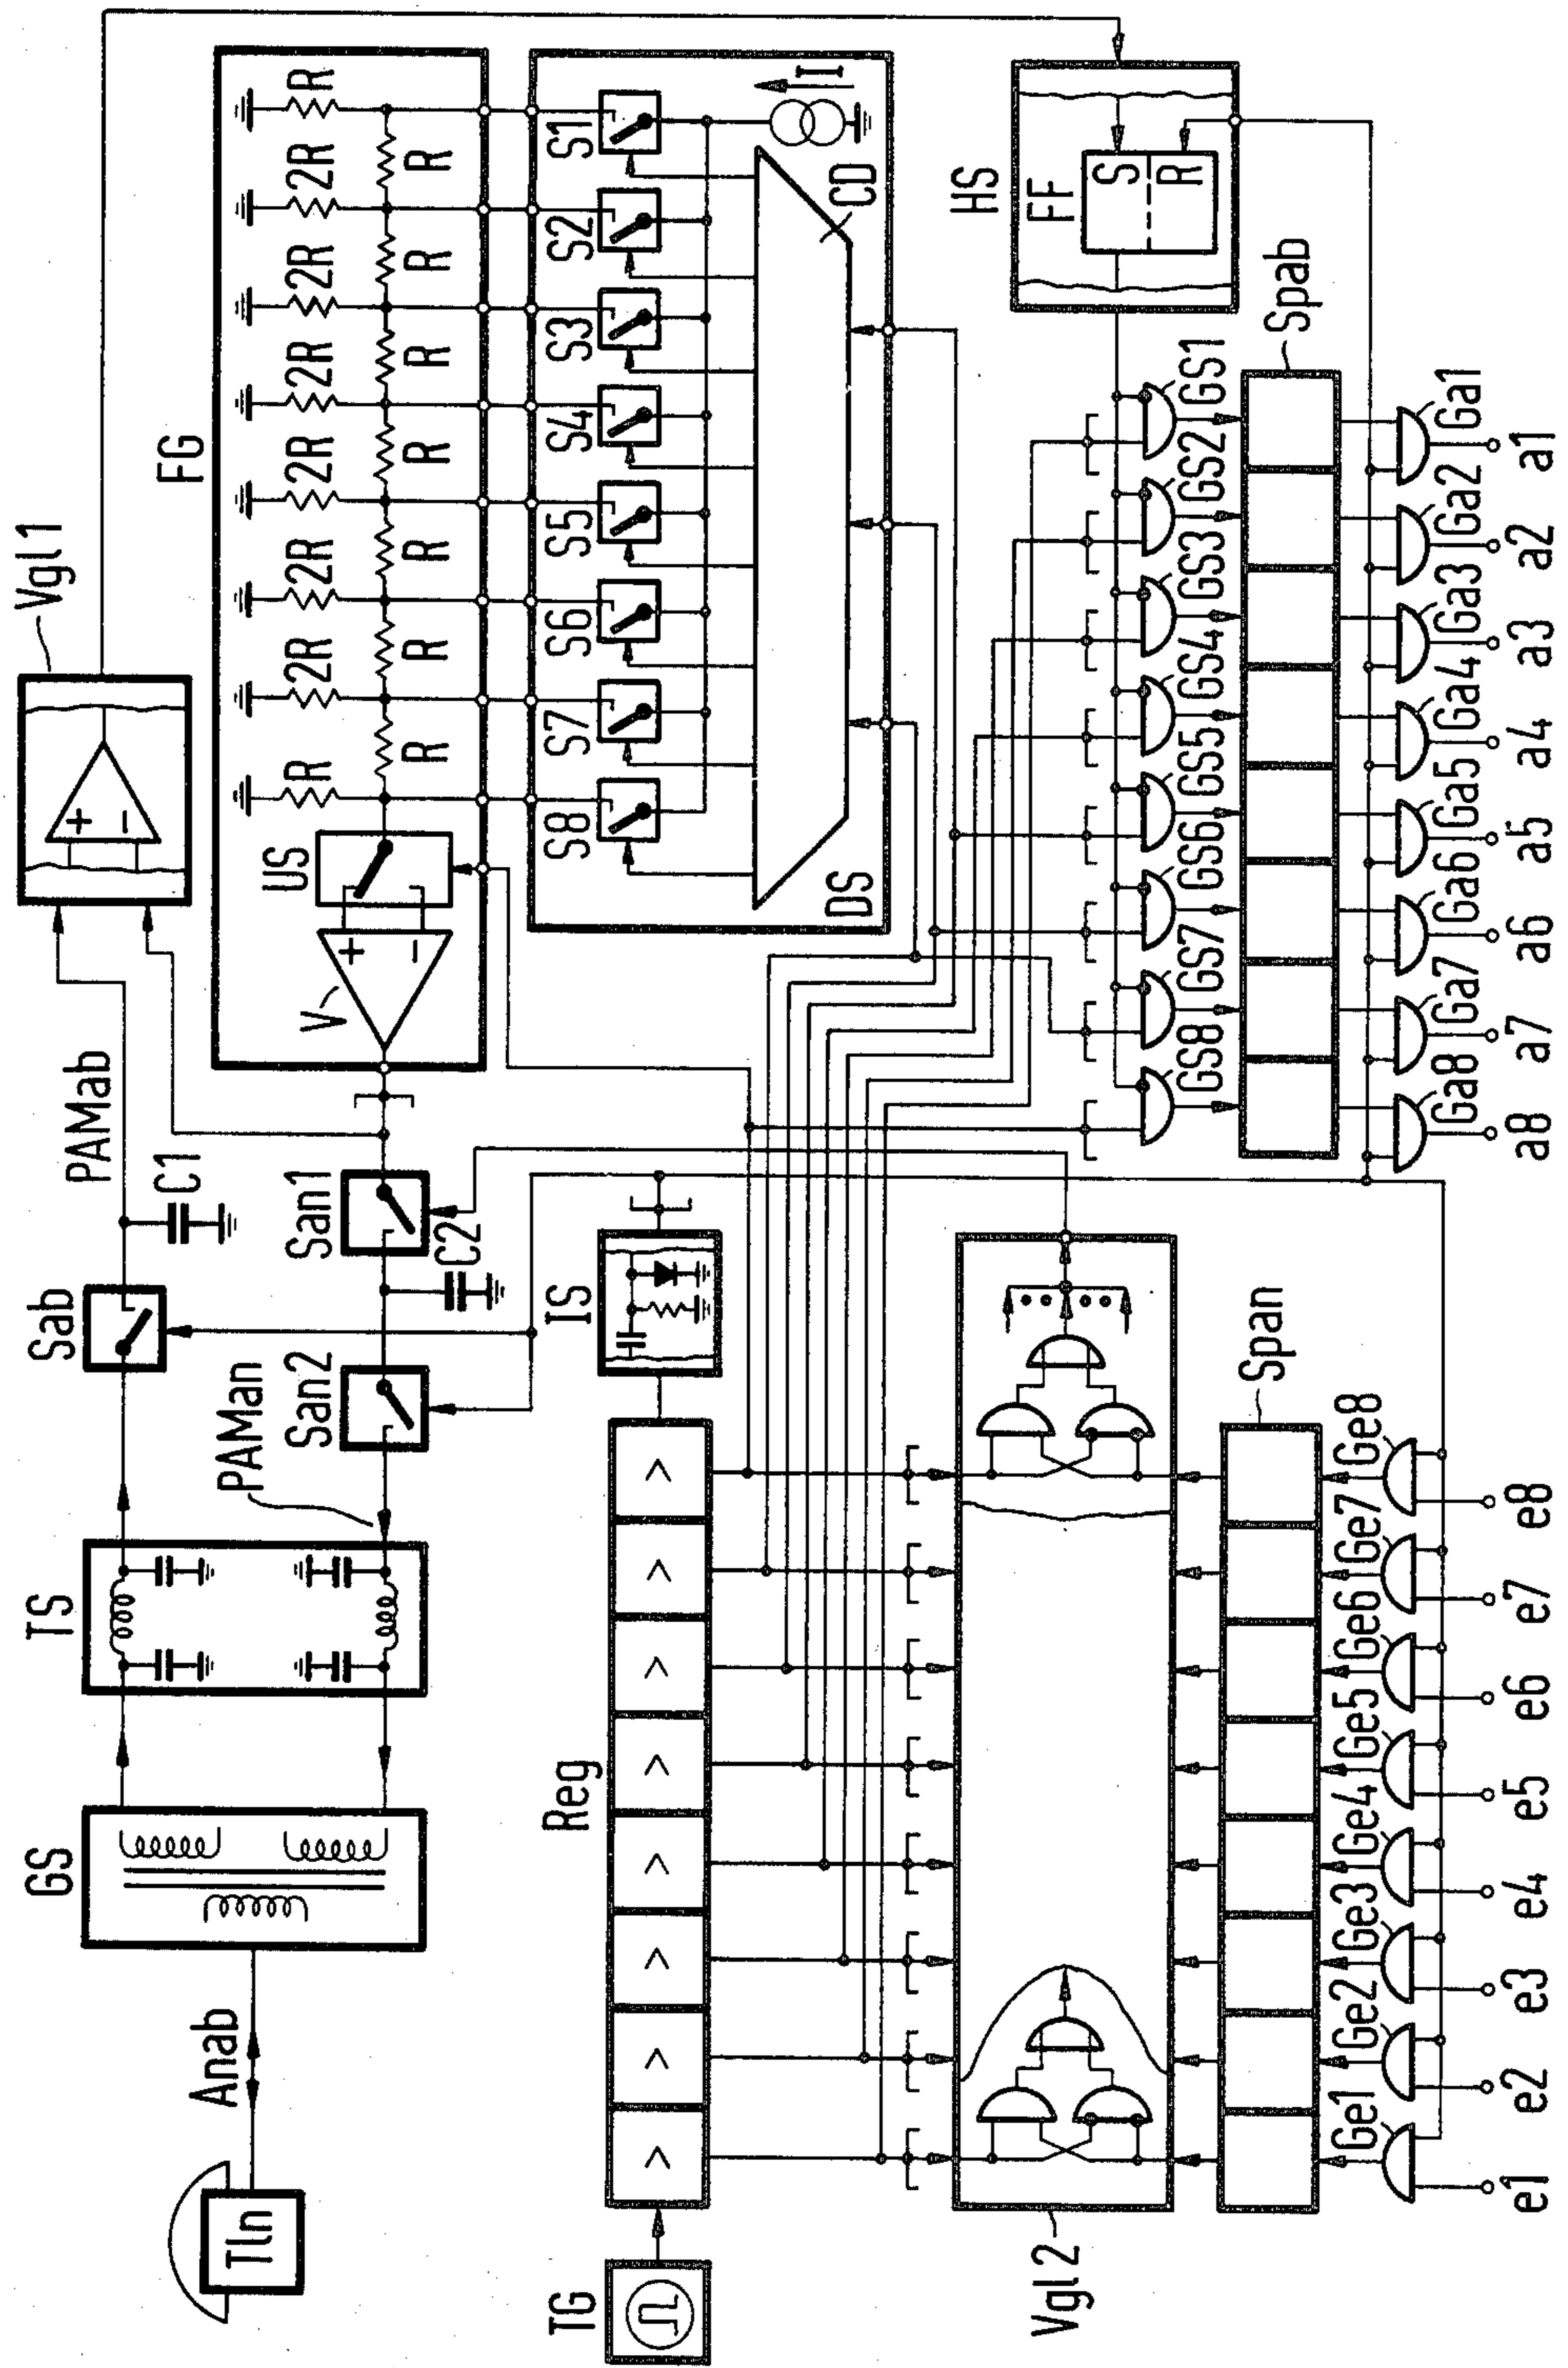 Tln
Anab
GS
TS
PAMan
Sab
San2
San1
C1
C2
PAMab
Vgl1
+
−
FG
V
+
−
US
R
2R
2R
2R
2R
2R
2R
R
R
R
R
R
R
R
R
S8
S7
S6
S5
S4
S3
S2
S1
I
DS
CD
TG
Reg
IS
HS
FF
S
R
Vgl2
Span
Ge1
Ge2
Ge3
Ge4
Ge5
Ge6
Ge7
Ge8
e1
e2
e3
e4
e5
e6
e7
e8
GS8
GS7
GS6
GS5
GS4
GS3
GS2
GS1
Spab
Ga8
Ga7
Ga6
Ga5
Ga4
Ga3
Ga2
Ga1
a8
a7
a6
a5
a4
a3
a2
a1